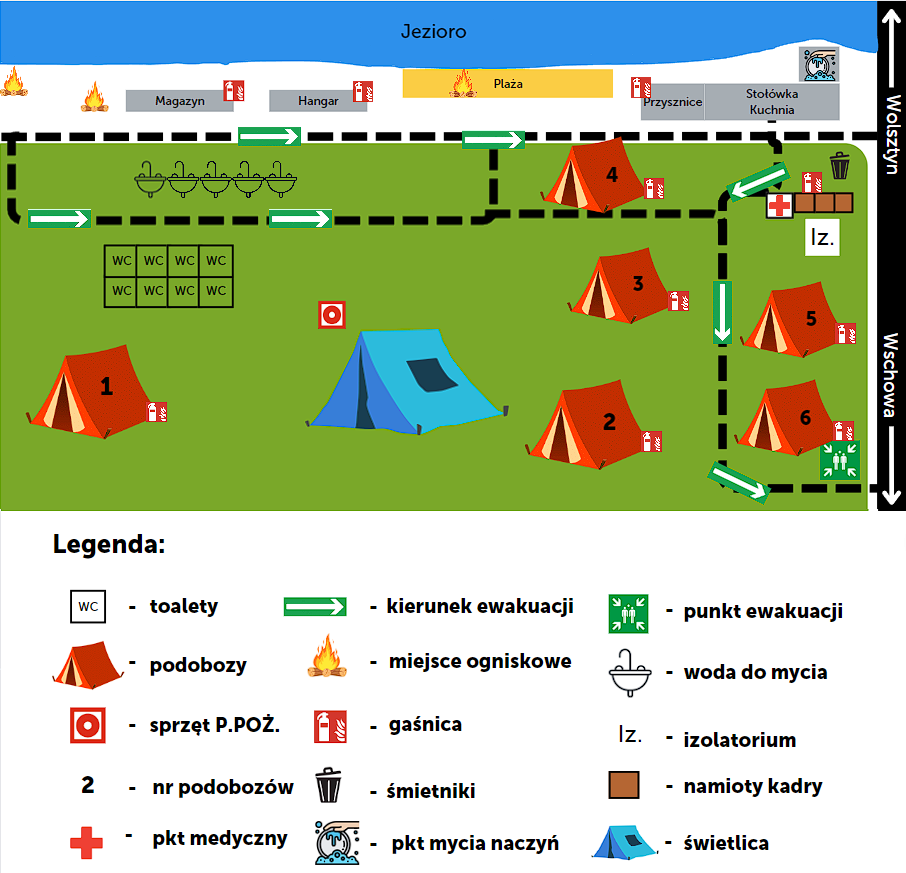 Jezioro
Plaża
Magazyn
Hangar
Przysznice
Stołówka
Kuchnia
Wolsztyn
4
Iz.
WC WC WC WC
WC WC WC WC
3
5
Wschowa
1
2
6
Legenda:
WC - toalety
- kierunek ewakuacji
- punkt ewakuacji
- podobozy
- miejsce ogniskowe
- woda do mycia
- sprzęt P.POŻ.
- gaśnica
Iz. - izolatorium
2 - nr podobozów
- śmietniki
- namioty kadry
- pkt medyczny
- pkt mycia naczyń
- świetlica